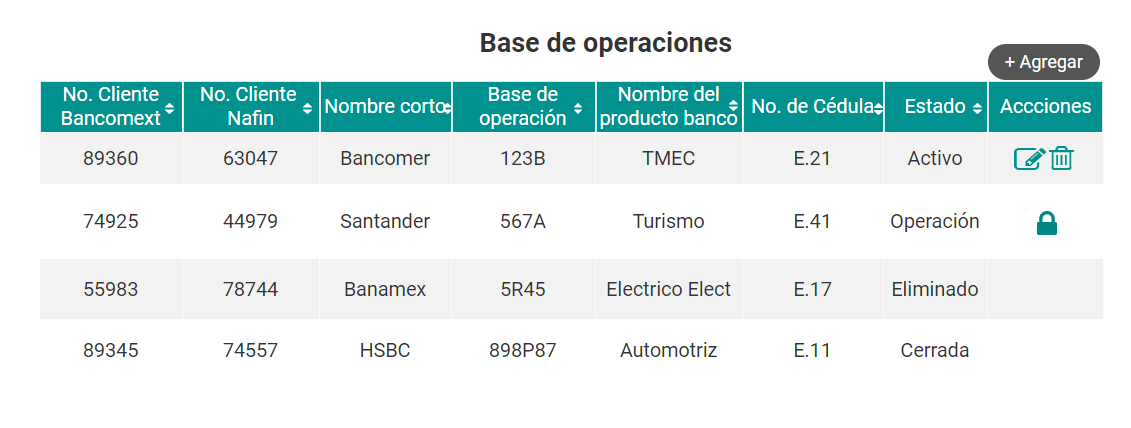 Base de operaciones
+ Agregar
No. Cliente Bancomext No. Cliente Nafin Nombre corto Base de operación Nombre del producto banco No. de Cédula Estado Accciones
89360 63047 Bancomer 123B TMEC E.21 Activo
74925 44979 Santander 567A Turismo E.41 Operación
55983 78744 Banamex 5R45 Electrico Elect E.17 Eliminado
89345 74557 HSBC 898P87 Automotriz E.11 Cerrada